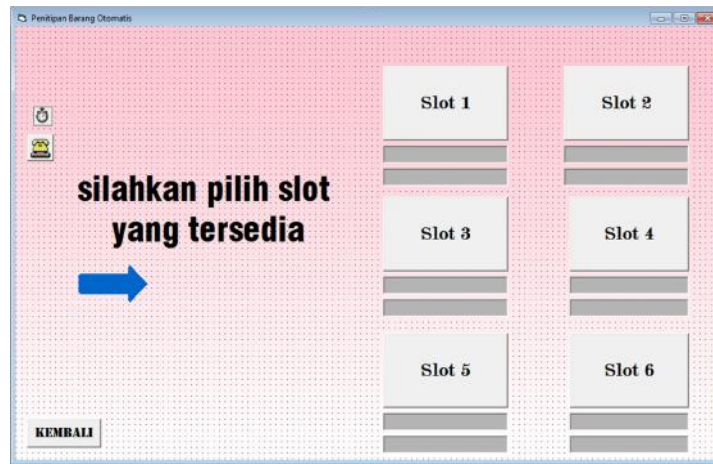 Penitipan Barang Otomatis
silahkan pilih slot
yang tersedia
KEMBALI
Slot 1
Slot 2
Slot 3
Slot 4
Slot 5
Slot 6